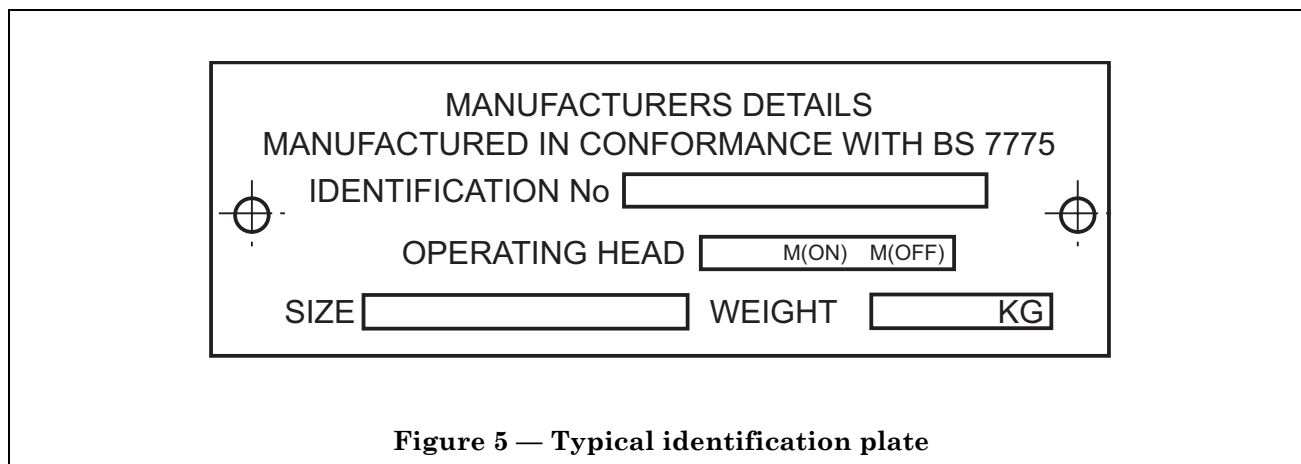 MANUFACTURERS DETAILS
MANUFACTURED IN CONFORMANCE WITH BS 7775
IDENTIFICATION No
OPERATING HEAD M(ON) M(OFF)
SIZE WEIGHT KG
Figure 5 — Typical identification plate